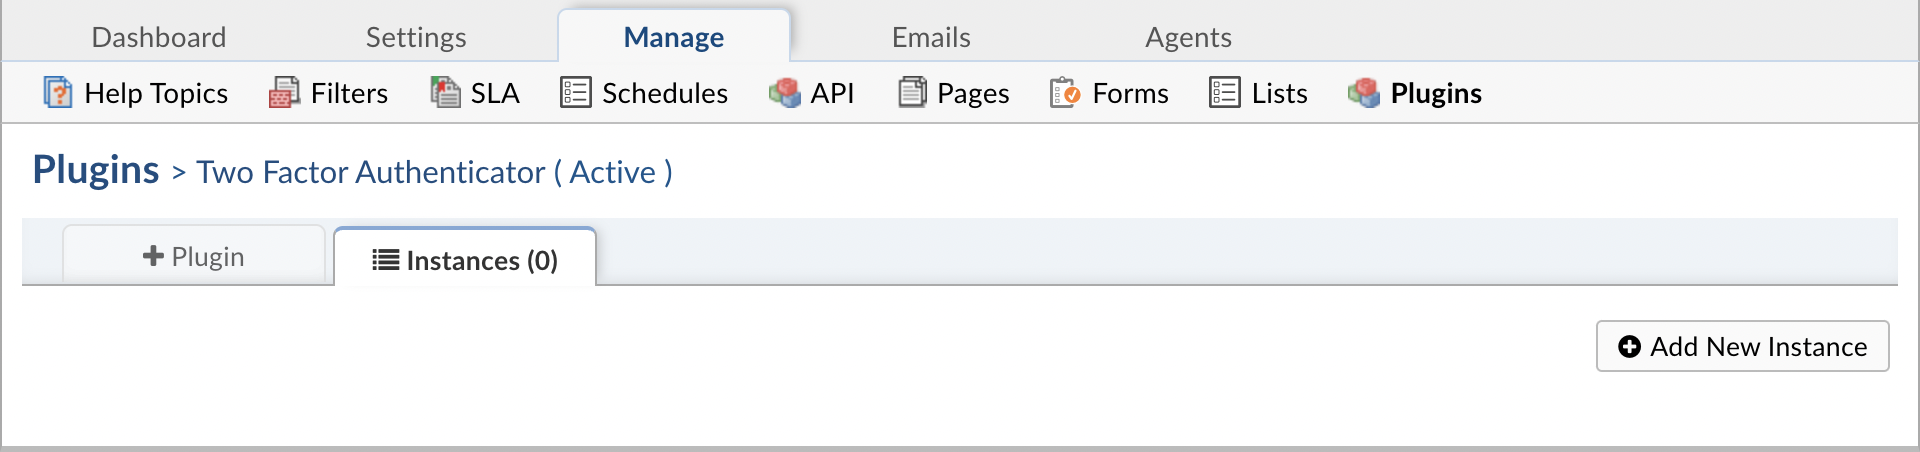 Dashboard Settings Manage Emails Agents
Help Topics Filters SLA Schedules API Pages Forms Lists Plugins
Plugins > Two Factor Authenticator ( Active )
Plugin Instances (0)
Add New Instance